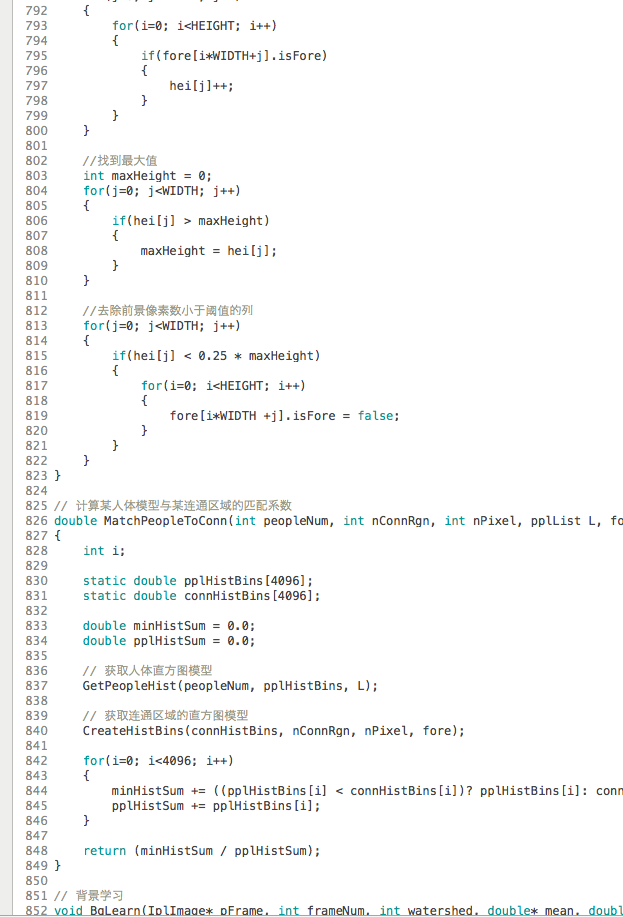 792     {
793         for(i=0; i<HEIGHT; i++)
794         {
795             if(fore[i*WIDTH+j].isFore)
796             {
797                 hei[j]++;
798             }
799         }
800     }
801
802     //找到最大值
803     int maxHeight = 0;
804     for(j=0; j<WIDTH; j++)
805     {
806         if(hei[j] > maxHeight)
807         {
808             maxHeight = hei[j];
809         }
810     }
811
812     //去除前景像素数小于阈值的列
813     for(j=0; j<WIDTH; j++)
814     {
815         if(hei[j] < 0.25 * maxHeight)
816         {
817             for(i=0; i<HEIGHT; i++)
818             {
819                 fore[i*WIDTH +j].isFore = false;
820             }
821         }
822     }
823 }
824
825 // 计算某人体模型与某连通区域的匹配系数
826 double MatchPeopleToConn(int peopleNum, int nConnRgn, int nPixel, pplList L, fo
827 {
828     int i;
829
830     static double pplHistBins[4096];
831     static double connHistBins[4096];
832
833     double minHistSum = 0.0;
834     double pplHistSum = 0.0;
835
836     // 获取人体直方图模型
837     GetPeopleHist(peopleNum, pplHistBins, L);
838
839     // 获取连通区域的直方图模型
840     CreateHistBins(connHistBins, nConnRgn, nPixel, fore);
841
842     for(i=0; i<4096; i++)
843     {
844         minHistSum += ((pplHistBins[i] < connHistBins[i])? pplHistBins[i]: conn
845         pplHistSum += pplHistBins[i];
846     }
847
848     return (minHistSum / pplHistSum);
849 }
850
851 // 背景学习
852 void BgLearn(IplImage* pFrame, int frameNum, int watershed, double* mean, doubl